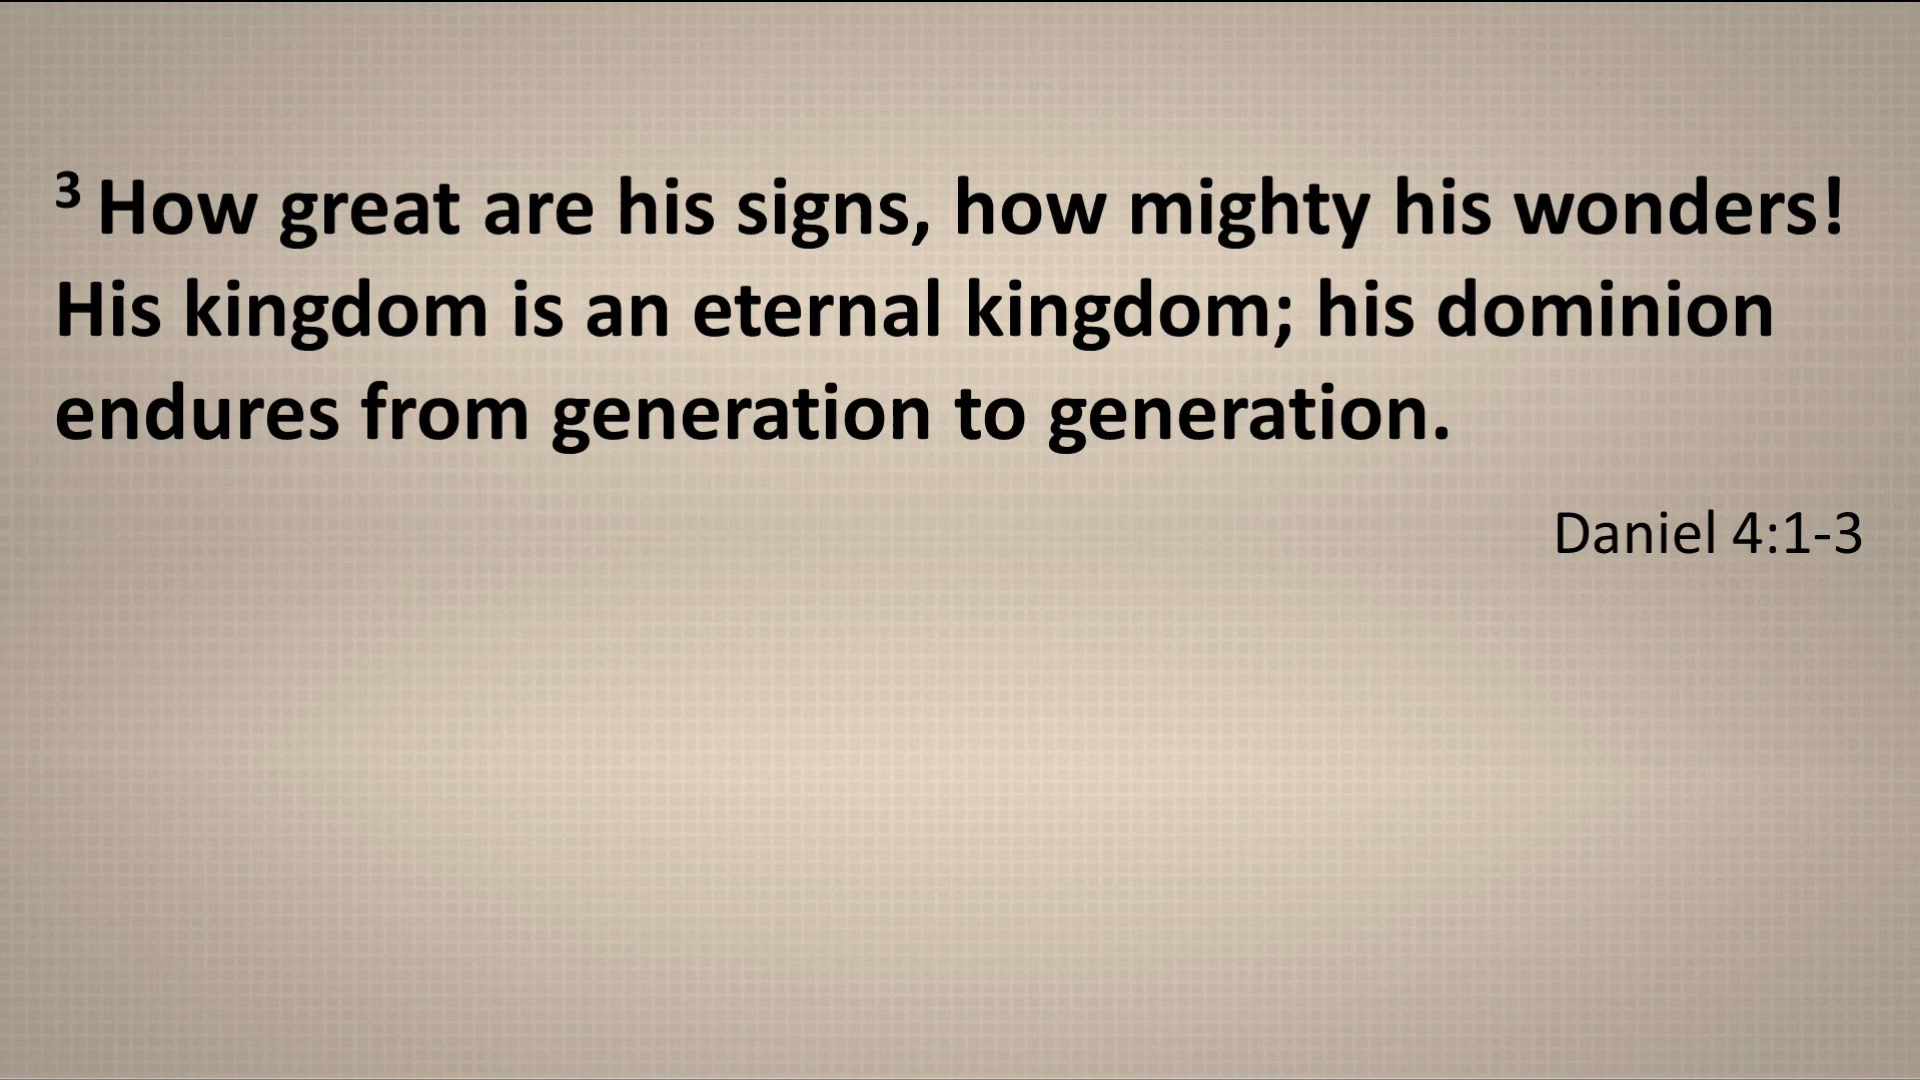 3 How great are his signs, how mighty his wonders!
His kingdom is an eternal kingdom; his dominion
endures from generation to generation.
Daniel 4:1-3